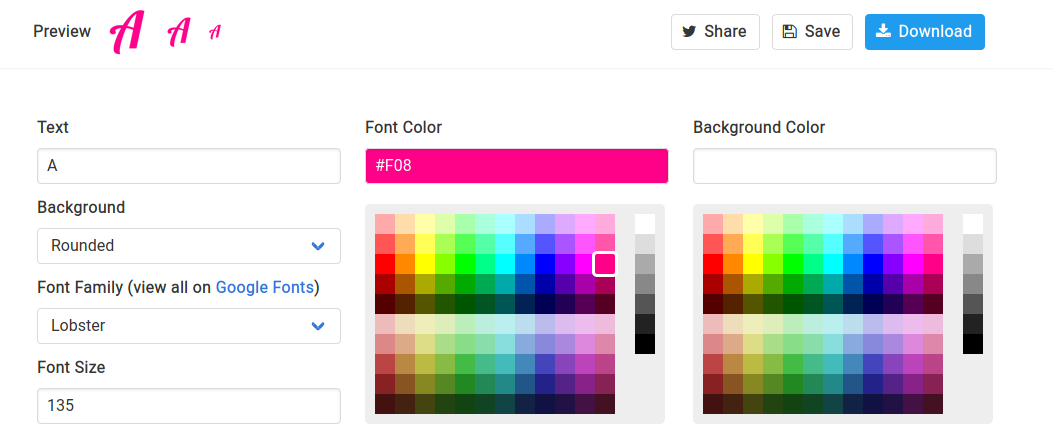 Preview A A A Share Save Download
Text Font Color Background Color
A #F08
Background
Rounded
Font Family (view all on Google Fonts)
Lobster
Font Size
135